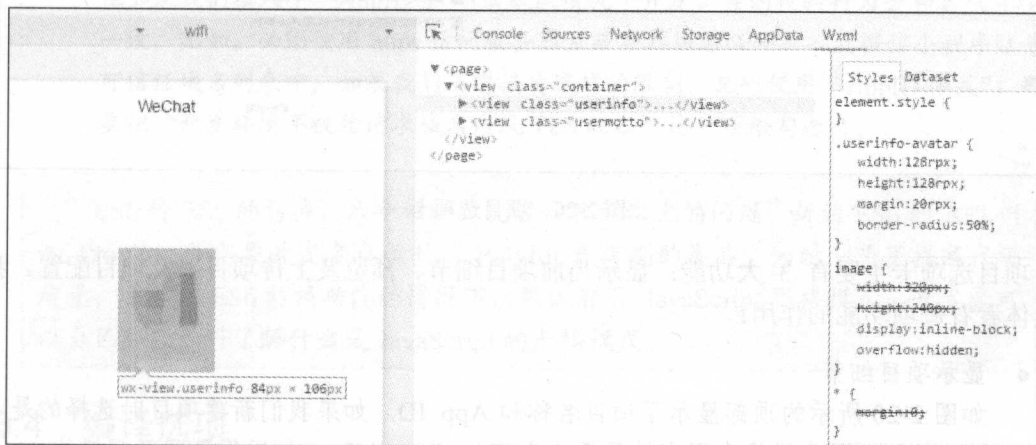 wifi
Console Sources Network Storage AppData Wxml
WeChat
wx-view.userinfo 84px × 106px
▼<page>
▼<view class="container">
▶<view class="userinfo">...</view>
▶<view class="usermotto">...</view>
</view>
</page>
Styles Dataset
element.style {
}
.userinfo-avatar {
width:128rpx;
height:128rpx;
margin:20rpx;
border-radius:50%;
}
image {
width:320px;
height:240px;
display:inline-block;
overflow:hidden;
}
* {
margin:0;
}